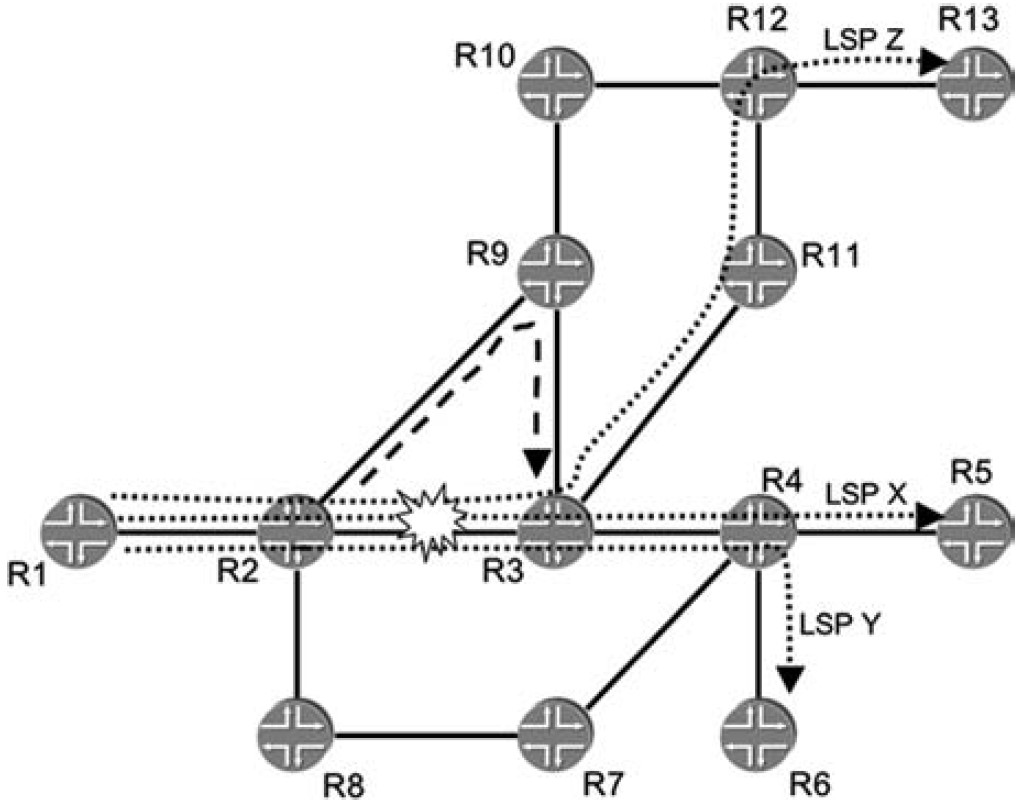 R12
R13
LSP Z
R10
R9
R11
R4
R5
LSP X
R1
R2
R3
LSP Y
R8
R7
R6